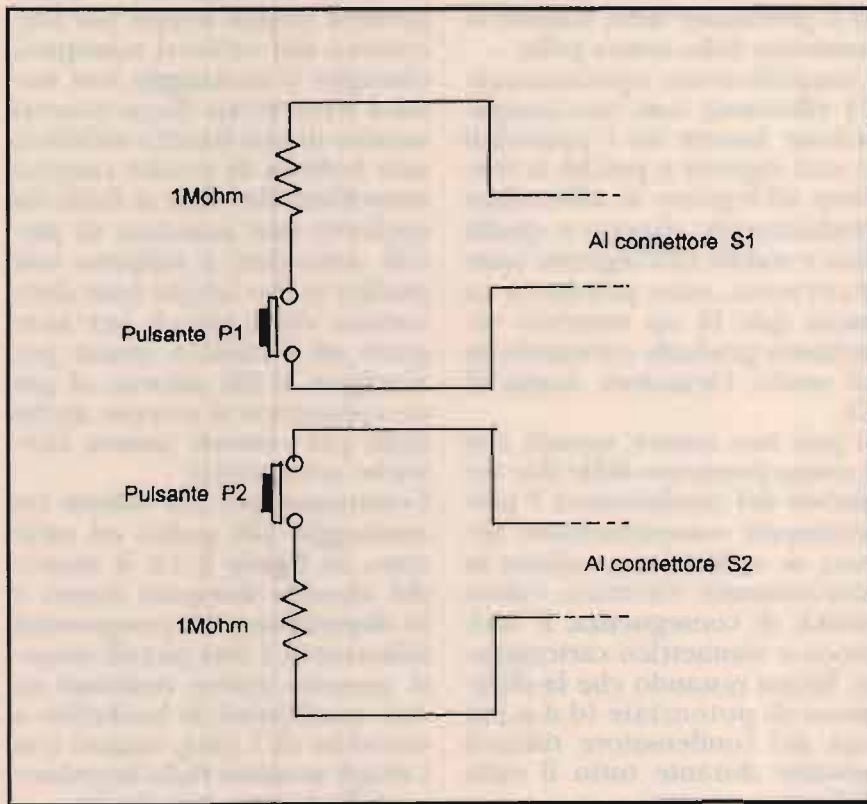 1Mohm
Al connettore S1
Pulsante P1
Pulsante P2
Al connettore S2
1Mohm